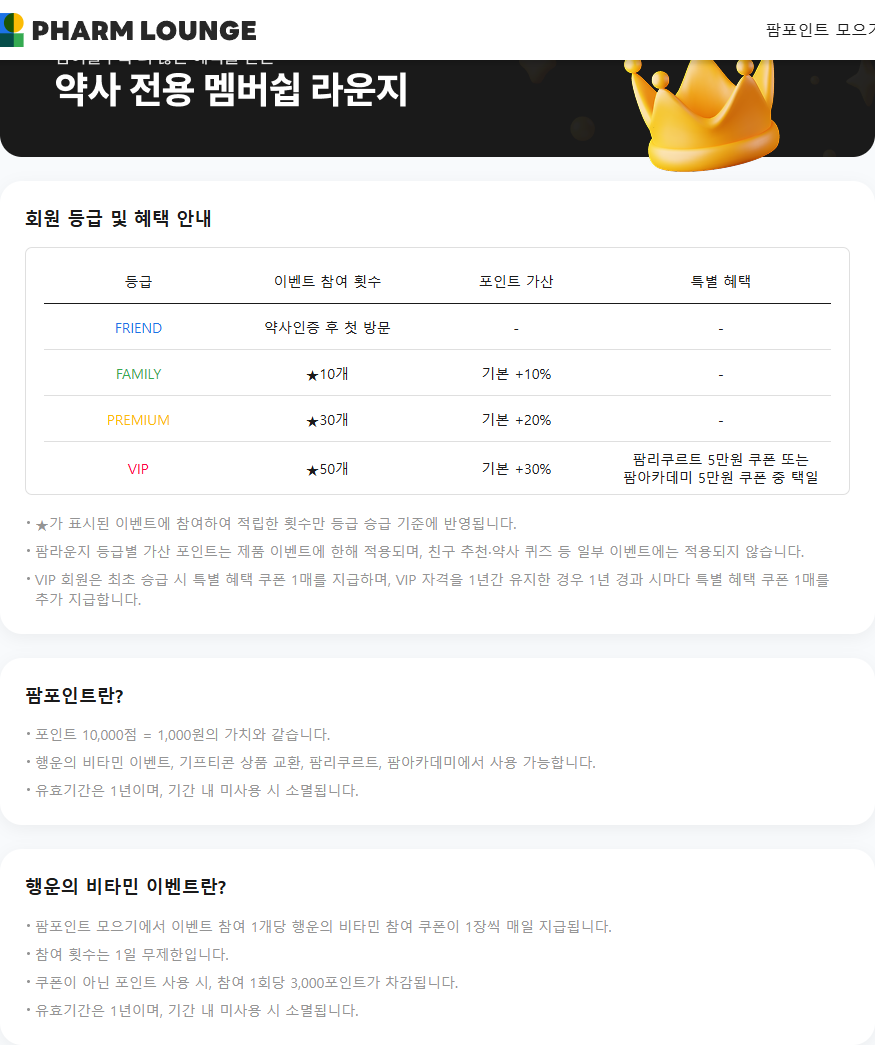 PHARM LOUNGE
팜포인트 모으기
약사 전용 멤버쉽 라운지
회원 등급 및 혜택 안내
등급 이벤트 참여 횟수 포인트 가산 특별 혜택
FRIEND 약사인증 후 첫 방문 - -
FAMILY ★10개 기본 +10% -
PREMIUM ★30개 기본 +20% -
VIP ★50개 기본 +30% 팜리쿠르트 5만원 쿠폰 또는
팜아카데미 5만원 쿠폰 중 택일
• ★가 표시된 이벤트에 참여하여 적립한 횟수만 등급 승급 기준에 반영됩니다.
• 팜라운지 등급별 가산 포인트는 제품 이벤트에 한해 적용되며, 친구 추천·약사 퀴즈 등 일부 이벤트에는 적용되지 않습니다.
• VIP 회원은 최초 승급 시 특별 혜택 쿠폰 1매를 지급하며, VIP 자격을 1년간 유지한 경우 1년 경과 시마다 특별 혜택 쿠폰 1매를
추가 지급합니다.
팜포인트란?
• 포인트 10,000점 = 1,000원의 가치와 같습니다.
• 행운의 비타민 이벤트, 기프티콘 상품 교환, 팜리쿠르트, 팜아카데미에서 사용 가능합니다.
• 유효기간은 1년이며, 기간 내 미사용 시 소멸됩니다.
행운의 비타민 이벤트란?
• 팜포인트 모으기에서 이벤트 참여 1개당 행운의 비타민 참여 쿠폰이 1장씩 매일 지급됩니다.
• 참여 횟수는 1일 무제한입니다.
• 쿠폰이 아닌 포인트 사용 시, 참여 1회당 3,000포인트가 차감됩니다.
• 유효기간은 1년이며, 기간 내 미사용 시 소멸됩니다.